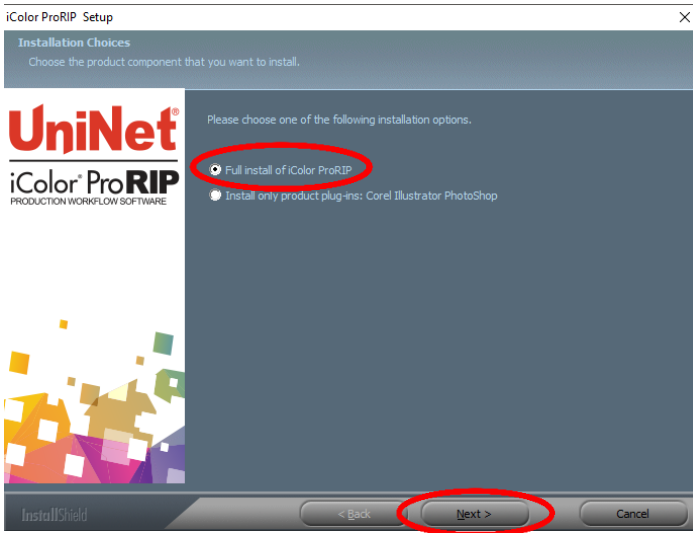 iColor ProRIP Setup
Installation Choices
Choose the product component that you want to install.
UniNet®
iColor® ProRIP
PRODUCTION WORKFLOW SOFTWARE
Please choose one of the following installation options.
Full install of iColor ProRIP
Install only product plug-ins: Corel Illustrator PhotoShop
InstallShield
< Back
Next >
Cancel